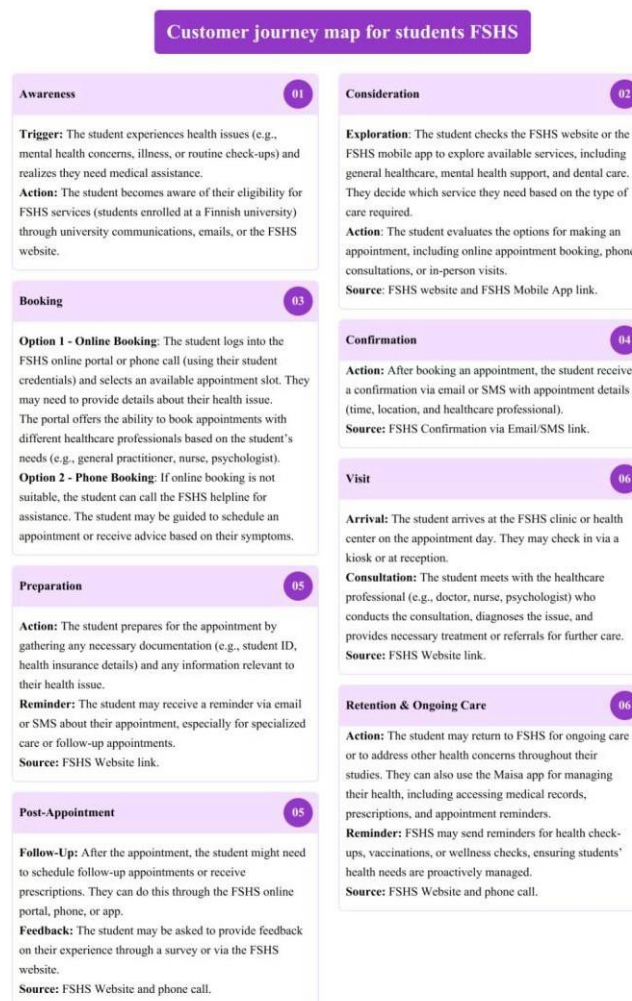 Customer journey map for students FSHS
Awareness
01
Trigger: The student experiences health issues (e.g.,
mental health concerns, illness, or routine check-ups) and
realizes they need medical assistance.
Action: The student becomes aware of their eligibility for
FSHS services (students enrolled at a Finnish university)
through university communications, emails, or the FSHS
website.
Consideration
02
Exploration: The student checks the FSHS website or the
FSHS mobile app to explore available services, including
general healthcare, mental health support, and dental care.
They decide which service they need based on the type of
care required.
Action: The student evaluates the options for making an
appointment, including online appointment booking, phone
consultations, or in-person visits.
Source: FSHS website and FSHS Mobile App link.
Booking
03
Option 1 - Online Booking: The student logs into the
FSHS online portal or phone call (using their student
credentials) and selects an available appointment slot. They
may need to provide details about their health issue.
The portal offers the ability to book appointments with
different healthcare professionals based on the student's
needs (e.g., general practitioner, nurse, psychologist).
Option 2 - Phone Booking: If online booking is not
suitable, the student can call the FSHS helpline for
assistance. The student may be guided to schedule an
appointment or receive advice based on their symptoms.
Confirmation
04
Action: After booking an appointment, the student receive
a confirmation via email or SMS with appointment details
(time, location, and healthcare professional).
Source: FSHS Confirmation via Email/SMS link.
Preparation
05
Action: The student prepares for the appointment by
gathering any necessary documentation (e.g., student ID,
health insurance details) and any information relevant to
their health issue.
Reminder: The student may receive a reminder via email
or SMS about their appointment, especially for specialized
care or follow-up appointments.
Source: FSHS Website link.
Visit
06
Arrival: The student arrives at the FSHS clinic or health
center on the appointment day. They may check in via a
kiosk or at reception.
Consultation: The student meets with the healthcare
professional (e.g., doctor, nurse, psychologist) who
conducts the consultation, diagnoses the issue, and
provides necessary treatment or referrals for further care.
Source: FSHS Website link.
Post-Appointment
05
Follow-Up: After the appointment, the student might need
to schedule follow-up appointments or receive
prescriptions. They can do this through the FSHS online
portal, phone, or app.
Feedback: The student may be asked to provide feedback
on their experience through a survey or via the FSHS
website.
Source: FSHS Website and phone call.
Retention & Ongoing Care
06
Action: The student may return to FSHS for ongoing care
or to address other health concerns throughout their
studies. They can also use the Maisa app for managing
their health, including accessing medical records,
prescriptions, and appointment reminders.
Reminder: FSHS may send reminders for health check-
ups, vaccinations, or wellness checks, ensuring students'
health needs are proactively managed.
Source: FSHS Website and phone call.